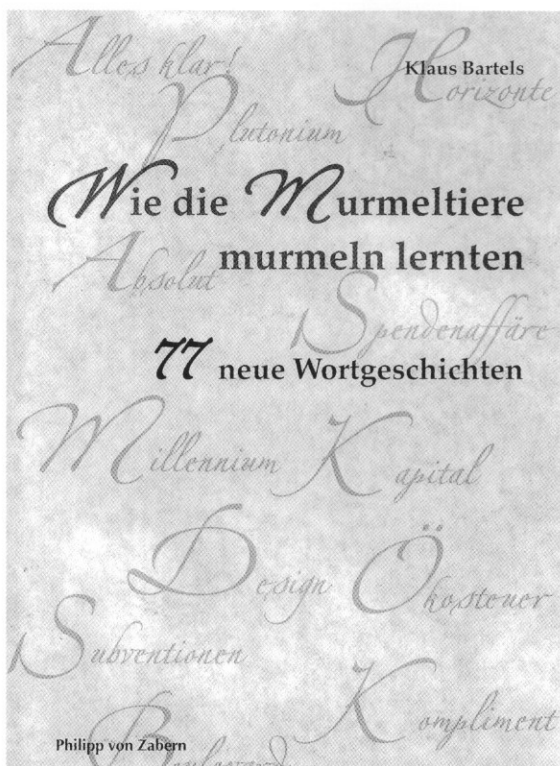 Alles klar!
Klaus Bartels
Horizonte
Plutonium
Wie die Murmeltiere
murmeln lernten
Absolut
Spendenaffäre
77 neue Wortgeschichten
Millennium Kapital
Design Ökosteuer
Subventionen
Kompliment
Philipp von Zabern